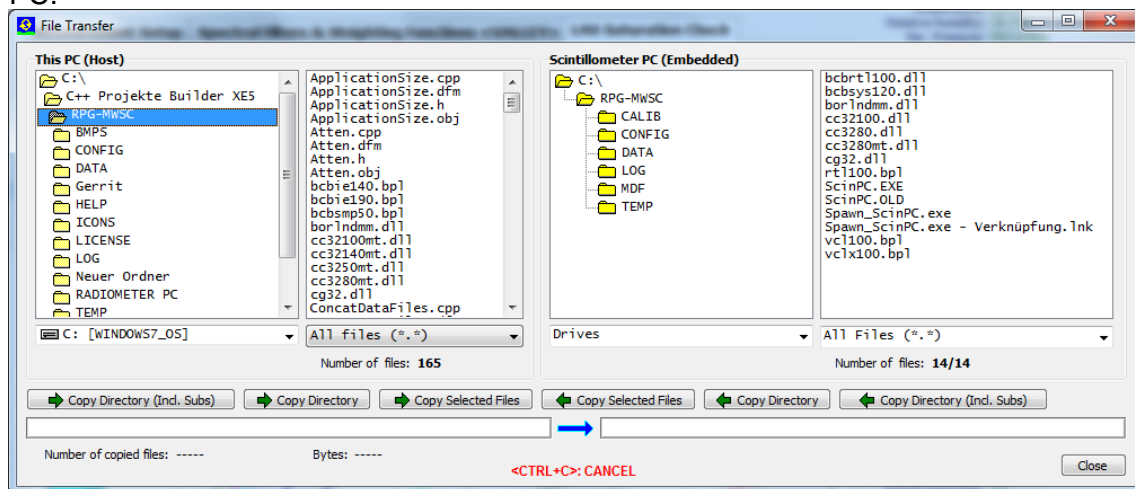 File Transfer
This PC (Host)
C:\
C++ Projekte Builder XE5
RPG-MWSC
BMPS
CONFIG
DATA
Gerrit
HELP
ICONS
LICENSE
LOG
Neuer Ordner
RADIOMETER PC
TEMP
ApplicationSize.cpp
ApplicationSize.dfm
ApplicationSize.h
ApplicationSize.obj
Atten.cpp
Atten.dfm
Atten.h
Atten.obj
bcbie140.bpl
bcbie190.bpl
bcbsmp50.bpl
borlndmm.dll
cc32100mt.dll
cc32140mt.dll
cc3250mt.dll
cc3280mt.dll
cg32.dll
ConcatDataFiles.cpp
C: [WINDOWS7_OS]
All files (*.*)
Number of files: 165
Scintillometer PC (Embedded)
C:\
RPG-MWSC
CALIB
CONFIG
DATA
LOG
MDF
TEMP
bcbrtl100.dll
bcbsys120.dll
borlndmm.dll
cc32100.dll
cc3280.dll
cc3280mt.dll
cg32.dll
rtl100.bpl
ScinPC.EXE
ScinPC.OLD
Spawn_ScinPC.exe
Spawn_ScinPC.exe - Verknüpfung.lnk
vcl100.bpl
vclx100.bpl
Drives
All Files (*.*)
Number of files: 14/14
Copy Directory (Incl. Subs) Copy Directory Copy Selected Files Copy Selected Files Copy Directory Copy Directory (Incl. Subs)
Number of copied files: ----- Bytes: -----
<CTRL+C>: CANCEL
Close